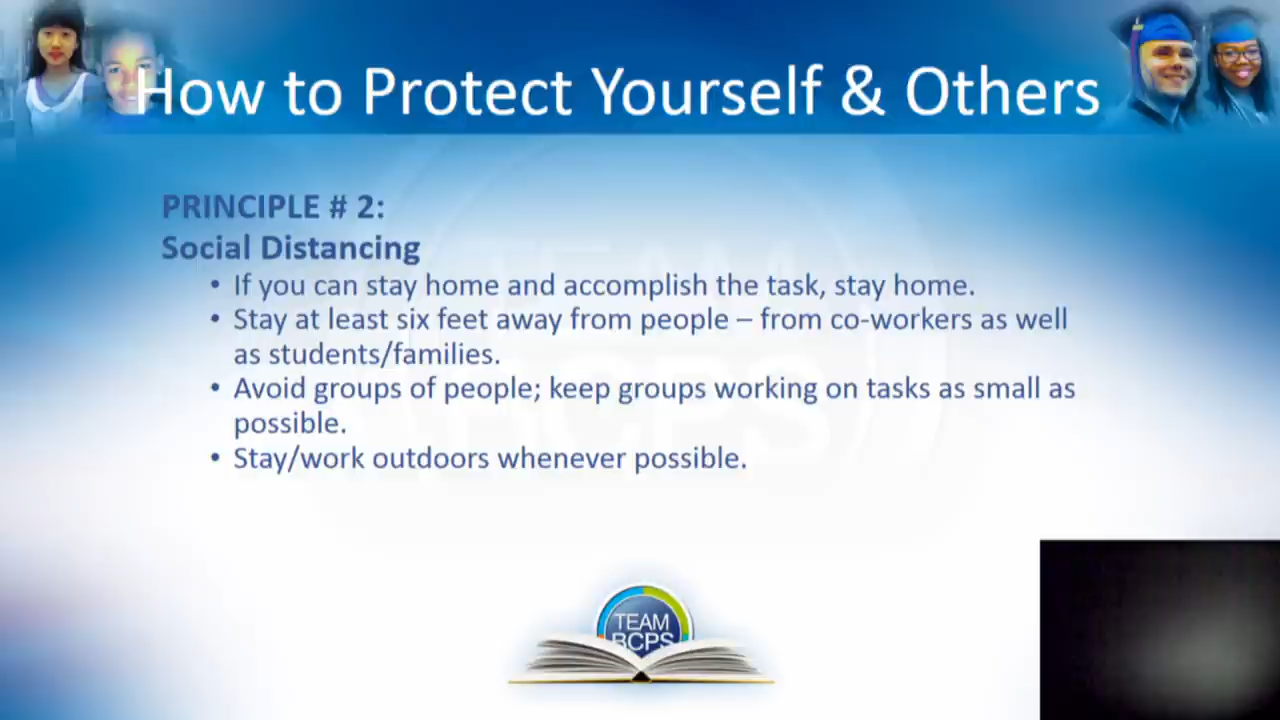 How to Protect Yourself & Others
PRINCIPLE # 2:
Social Distancing
• If you can stay home and accomplish the task, stay home.
• Stay at least six feet away from people – from co-workers as well
as students/families.
• Avoid groups of people; keep groups working on tasks as small as
possible.
• Stay/work outdoors whenever possible.
TEAM
BCPS